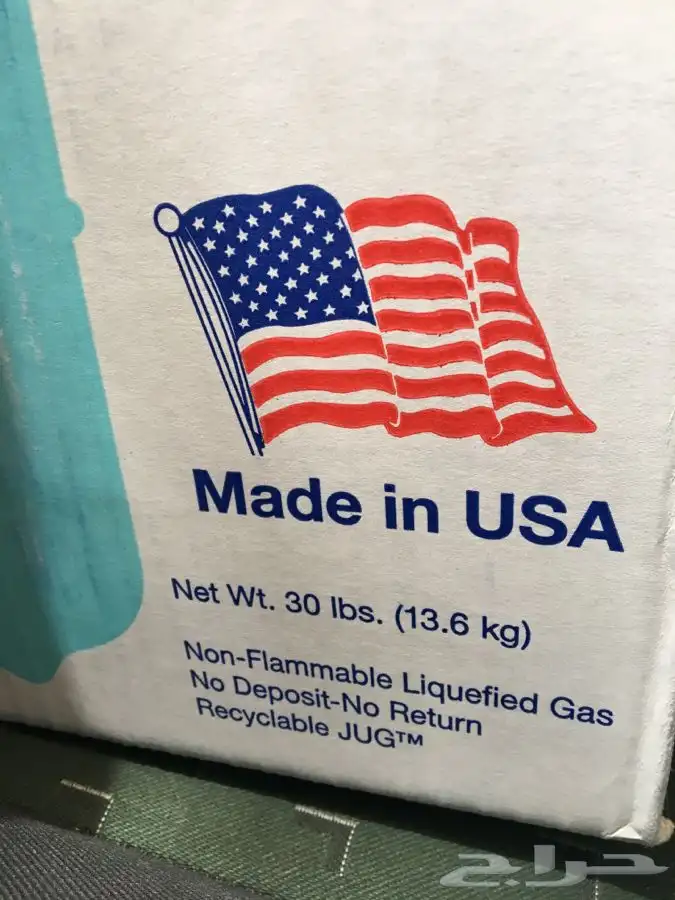 Made in USA
Net Wt. 30 lbs. (13.6 kg)
Non-Flammable Liquefied Gas
No Deposit-No Return
Recyclable JUG™
حراج